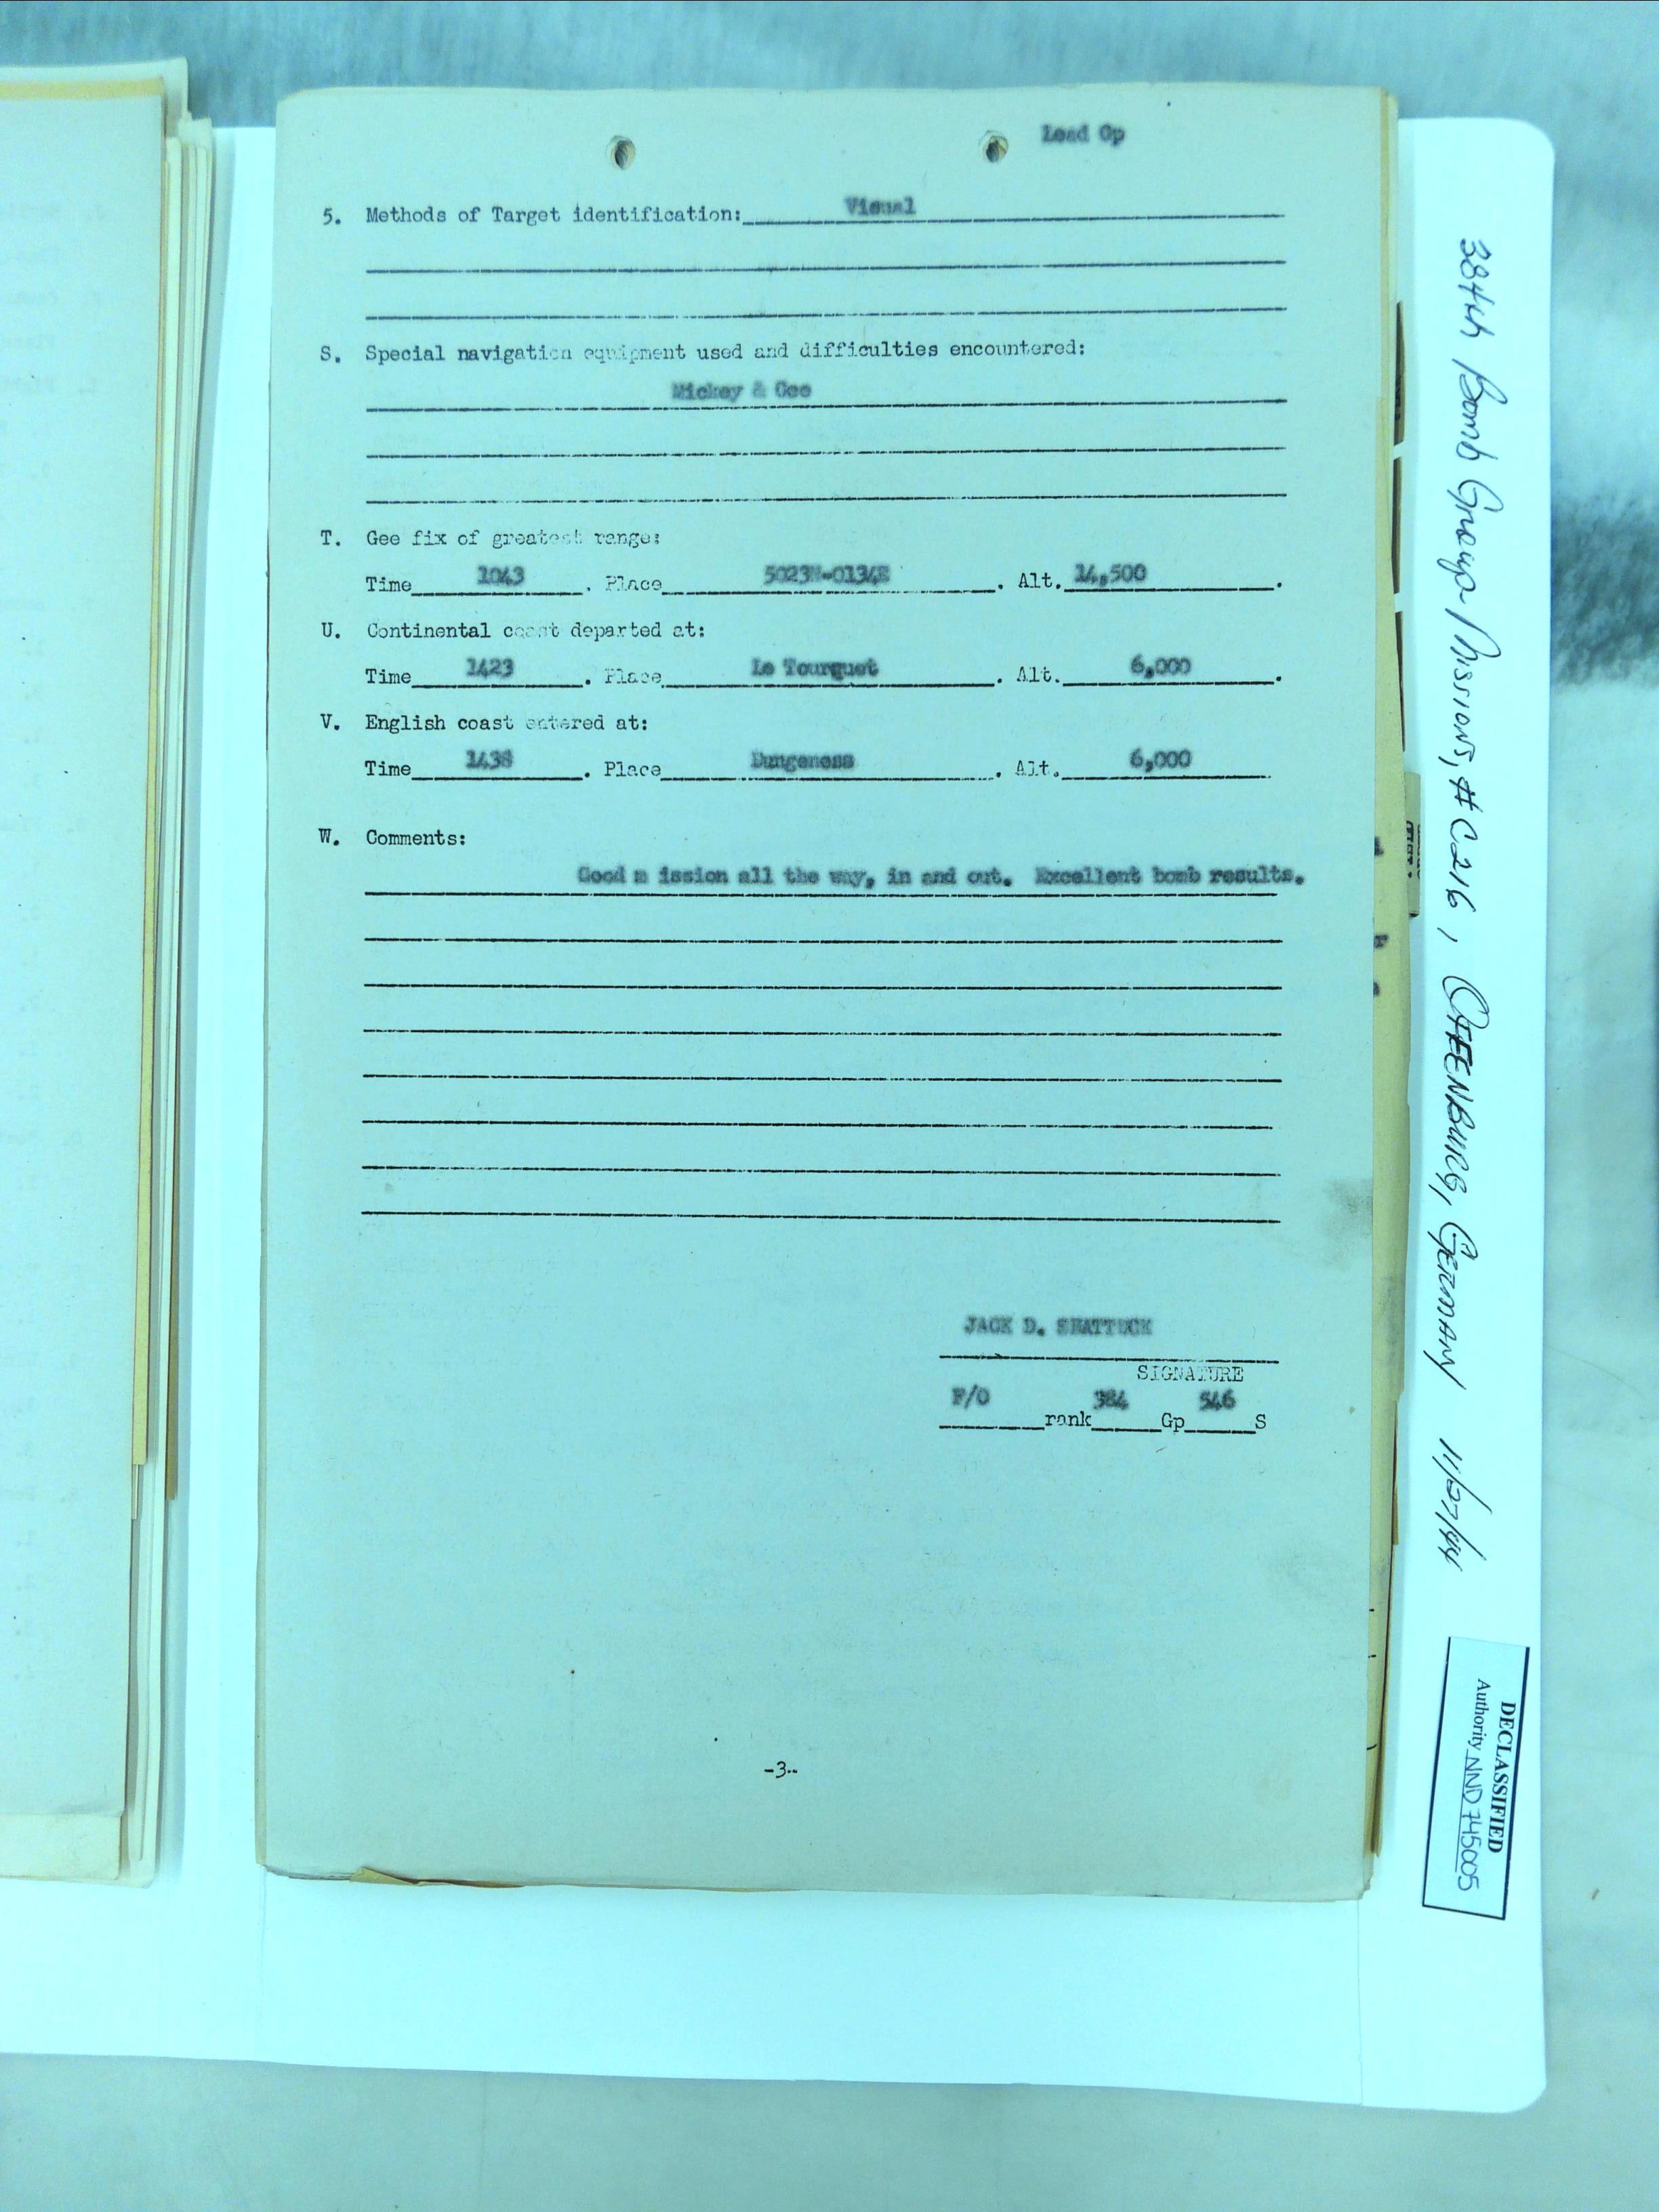 Lead Gp
5. Methods of Target identification: Visual
S. Special navigation equipment used and difficulties encountered:
Mickey & Gee
T. Gee fix of greatest range:
Time 1043 . Place 5023N-0134E . Alt. 14,500 .
U. Continental coast departed at:
Time 1423 . Place Le Tourquet . Alt. 6,000 .
V. English coast entered at:
Time 1438 . Place Dungeness . Alt. 6,000
W. Comments:
Good m ission all the way, in and out. Excellent bomb results.
JACK D. SHATTUCK
SIGNATURE
F/O rank 384 Gp 546 S
-3-
384th Bomb Group Mission, #C216, OFFENBURG, GERMANY 11/27/44
DECLASSIFIED
Authority NND 745005